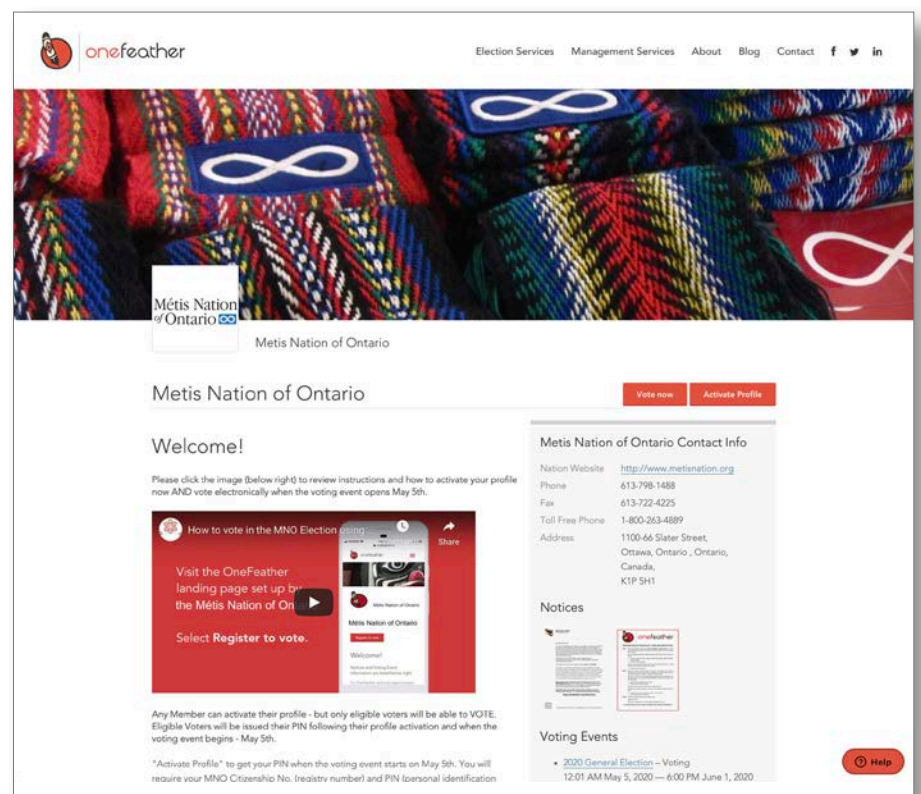 onefeather
Election Services Management Services About Blog Contact f in
Métis Nation
of Ontario
Metis Nation of Ontario
Metis Nation of Ontario
Vote now Activate Profile
Welcome!
Please click the image (below right) to review instructions and how to activate your profile
now AND vote electronically when the voting event opens May 5th.
How to vote in the MNO Election using
Share
Visit the OneFeather
landing page set up by
the Métis Nation of On
Select Register to vote.
onefeather
Métis Nation of Ontario
Métis Nation of Ontario
Register to vote
Welcome!
Any Member can activate their profile - but only eligible voters will be able to VOTE.
Eligible Voters will be issued their PIN following their profile activation and when the
voting event begins - May 5th.
"Activate Profile" to get your PIN when the voting event starts on May 5th. You will
require your MNO Citizenship No. (registry number) and PIN (personal identification
Metis Nation of Ontario Contact Info
Nation Website http://www.metisnation.org
Phone 613-798-1488
Fax 613-722-4225
Toll Free Phone 1-800-263-4889
Address 1100-66 Slater Street,
Ottawa, Ontario , Ontario,
Canada,
K1P 5H1
Notices
onefeather
Voting Events
• 2020 General Election – Voting
12:01 AM May 5, 2020 — 6:00 PM June 1, 2020
Help